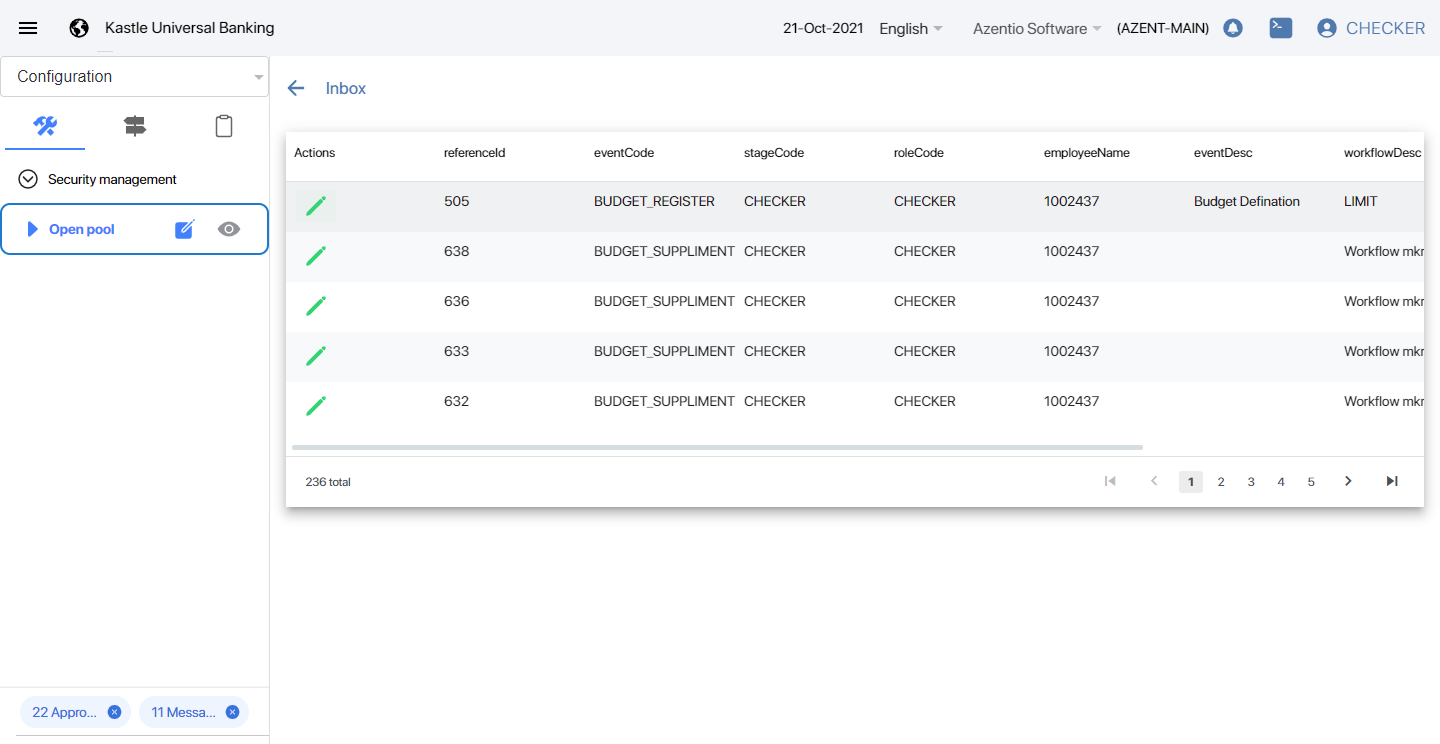 Kastle Universal Banking 21-Oct-2021 English Azentio Software (AZENT-MAIN) CHECKER
Configuration
Inbox
Security management
Open pool
Actions referenceId eventCode stageCode roleCode employeeName eventDesc workflowDesc
505 BUDGET_REGISTER CHECKER CHECKER 1002437 Budget Defination LIMIT
638 BUDGET_SUPPLIMENT CHECKER CHECKER 1002437 Workflow mkr
636 BUDGET_SUPPLIMENT CHECKER CHECKER 1002437 Workflow mkr
633 BUDGET_SUPPLIMENT CHECKER CHECKER 1002437 Workflow mkr
632 BUDGET_SUPPLIMENT CHECKER CHECKER 1002437 Workflow mkr
236 total 1 2 3 4 5
22 Appro... 11 Messa...